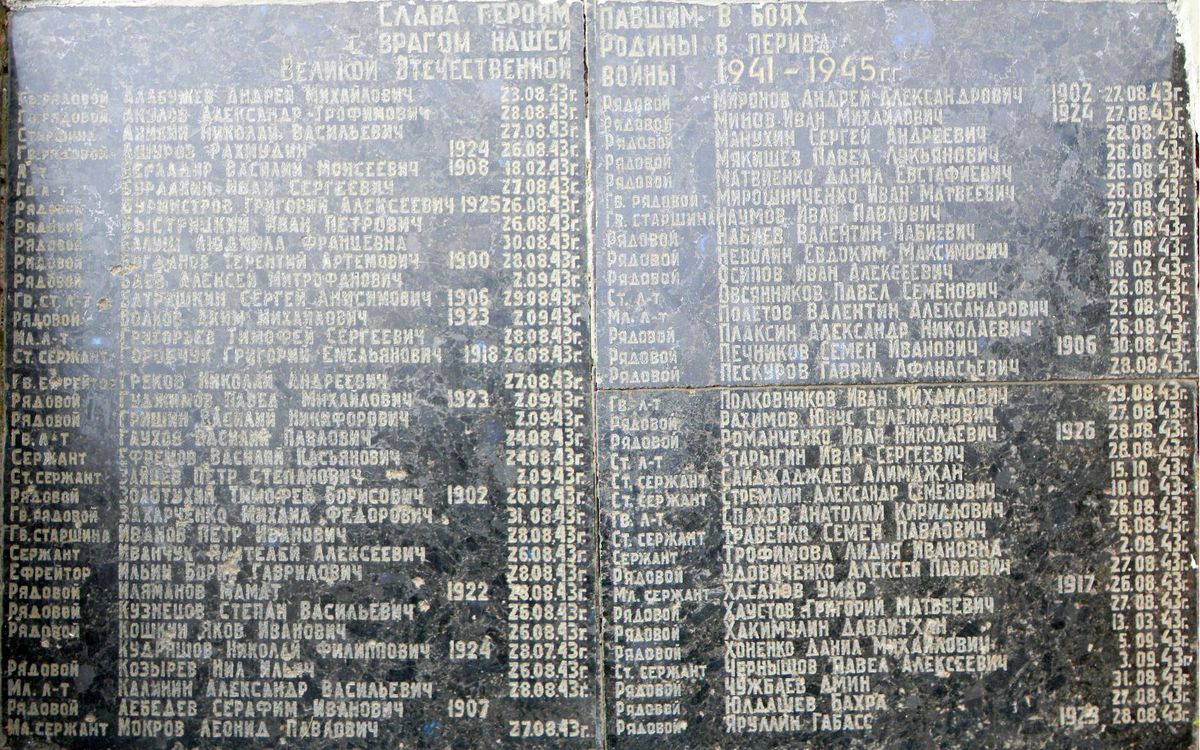 СЛАВА ГЕРОЯМ ПАВШИМ В БОЯХ
С ВРАГОМ НАШЕЙ РОДИНЫ В ПЕРИОД
ВЕЛИКОЙ ОТЕЧЕСТВЕННОЙ ВОЙНЫ 1941-1945г.г.
ГВ.РЯДОВОЙ АЛАБУЖЕВ АНДРЕЙ МИХАЙЛОВИЧ 23.08.43г.
ГВ.РЯДОВОЙ АКУЛОВ АЛЕКСАНДР ТРОФИМОВИЧ 28.08.43г.
СТАРШИНА АНИКИН НИКОЛАЙ ВАСИЛЬЕВИЧ 27.08.43г.
ГВ.РЯДОВОЙ АШУРОВ РАХМУДИН 1924 26.08.43г.
Л-Т ВАСИЛИЙ МОИСЕЕВИЧ 1908 18.02.43г.
ГВ.Л-Т БУРЛАКИН ИВАН СЕРГЕЕВИЧ 27.08.43г.
РЯДОВОЙ БУРМИСТРОВ ГРИГОРИЙ АЛЕКСЕЕВИЧ 1925 26.08.43г.
РЯДОВОЙ БЫСТРИЦКИЙ ИВАН ПЕТРОВИЧ 28.08.43г.
РЯДОВОЙ ЛЮДМИЛА ФРАНЦЕВНА 30.08.43г.
РЯДОВОЙ БОГДАНОВ ТЕРЕНТИЙ АРТЕМОВИЧ 1900 28.08.43г.
РЯДОВОЙ АЛЕКСЕЙ МИТРОФАНОВИЧ 2.09.43г.
ГВ.СТ.Л-Т ВАТРАШКИН СЕРГЕЙ АНИСИМОВИЧ 1906 29.08.43г.
РЯДОВОЙ ВОЛКОВ АКИМ МИХАЙЛОВИЧ 1923 2.09.43г.
МЛ.Л-Т ГРИГОРЬЕВ ТИМОФЕЙ СЕРГЕЕВИЧ 28.08.43г.
СТ.СЕРЖАНТ ГОРОБЧУК ГРИГОРИЙ ЕМЕЛЬЯНОВИЧ 1918 26.08.43г.
ГВ.ЕФРЕЙТОР ГРЕКОВ НИКОЛАЙ АНДРЕЕВИЧ 27.08.43г.
РЯДОВОЙ ГУДЖИМОВ ПАВЕЛ МИХАЙЛОВИЧ 1923 2.09.43г.
РЯДОВОЙ ГРИШИН ВАСИЛИЙ НИКИФОРОВИЧ 2.09.43г.
ГВ.Л-Т ГЛУХОВ ВАСИЛИЙ ПАВЛОВИЧ 24.08.43г.
СЕРЖАНТ ЕФРЕМОВ ВАСИЛИЙ КАСЬЯНОВИЧ 24.08.43г.
СТ.СЕРЖАНТ ЗАЙЦЕВ ПЕТР СТЕПАНОВИЧ 2.09.43г.
РЯДОВОЙ ЗОЛОТУХИН ТИМОФЕЙ БОРИСОВИЧ 1902 26.08.43г.
ГВ.РЯДОВОЙ ЗАХАРЧЕНКО МИХАИЛ ФЕДОРОВИЧ 31.08.43г.
ГВ.СТАРШИНА ИВАНОВ ПЕТР ИВАНОВИЧ 28.08.43г.
СЕРЖАНТ ИВАНЧУК ПАНТЕЛЕЙ АЛЕКСЕЕВИЧ 26.08.43г.
ЕФРЕЙТОР ИЛЬИН БОРИС ГАВРИЛОВИЧ 28.08.43г.
РЯДОВОЙ ИЛЯМАНОВ МАМАТ 1922 28.08.43г.
РЯДОВОЙ КУЗНЕЦОВ СТЕПАН ВАСИЛЬЕВИЧ 26.08.43г.
РЯДОВОЙ КОШКИН ЯКОВ ИВАНОВИЧ 26.08.43г.
КУДРЯШОВ НИКОЛАЙ ФИЛИППОВИЧ 1924 28.07.43г.
РЯДОВОЙ КОЗЫРЕВ НИЛ ИЛЬИЧ 26.08.43г.
МЛ.Л-Т КАЛИНИН АЛЕКСАНДР ВАСИЛЬЕВИЧ 28.08.43г.
РЯДОВОЙ ЛЕБЕДЕВ СЕРАФИМ ИВАНОВИЧ 1907
МЛ.СЕРЖАНТ МОКРОВ ЛЕОНИД ПАВЛОВИЧ 27.08.43г.
РЯДОВОЙ МИРОНОВ АНДРЕЙ АЛЕКСАНДРОВИЧ 1902 27.08.43г.
РЯДОВОЙ МИНОВ ИВАН МИХАЙЛОВИЧ 1924 27.08.43г.
РЯДОВОЙ МАНУХИН СЕРГЕЙ АНДРЕЕВИЧ 28.08.43г.
РЯДОВОЙ МЯКИШЕВ ПАВЕЛ ЛУКЬЯНОВИЧ 26.08.43г.
РЯДОВОЙ МАТВИЕНКО ДАНИЛ ЕВСТАФИЕВИЧ 26.08.43г.
ГВ.РЯДОВОЙ МИРОШНИЧЕНКО ИВАН МАТВЕЕВИЧ 26.08.43г.
ГВ.СТАРШИНА НАУМОВ ИВАН ПАВЛОВИЧ 27.08.43г.
РЯДОВОЙ НАБИЕВ ВАЛЕНТИН НАБИЕВИЧ 12.08.43г.
РЯДОВОЙ НЕВОЛИН ЕВДОКИМ МАКСИМОВИЧ 26.08.43г.
РЯДОВОЙ ОСИПОВ ИВАН АЛЕКСЕЕВИЧ 18.02.43г.
СТ.Л-Т ОВСЯННИКОВ ПАВЕЛ СЕМЕНОВИЧ 26.08.43г.
МЛ.Л-Т ПОЛЕТОВ ВАЛЕНТИН АЛЕКСАНДРОВИЧ 25.08.43г.
РЯДОВОЙ ПЛАКСИН АЛЕКСАНДР НИКОЛАЕВИЧ 26.08.43г.
РЯДОВОЙ ПЕЧНИКОВ СЕМЕН ИВАНОВИЧ 1906 30.08.43г.
РЯДОВОЙ ПЕСКУРОВ ГАВРИЛ АФАНАСЬЕВИЧ 28.08.43г.
ГВ.Л-Т ПОЛКОВНИКОВ ИВАН МИХАЙЛОВИЧ 29.08.43г.
РЯДОВОЙ РАХИМОВ ЮНУС СУЛЕЙМАНОВИЧ 27.08.43г.
РЯДОВОЙ РОМАНЧЕНКО ИВАН НИКОЛАЕВИЧ 1926 28.08.43г.
СТ.Л-Т СТАРЫГИН ИВАН СЕРГЕЕВИЧ 28.08.43г.
СТ.СЕРЖАНТ САЙДЖАДЖАЕВ АЛИМДЖАН 15.10.43г.
СТ.СЕРЖАНТ СТРЕМЛИН АЛЕКСАНДР СЕМЕНОВИЧ 10.10.43г.
ГВ.Л-Т СПАХОВ АНАТОЛИЙ КИРИЛЛОВИЧ 26.08.43г.
СТ.СЕРЖАНТ ТРАВЕНКО СЕМЕН ПАВЛОВИЧ 6.08.43г.
СЕРЖАНТ ТРОФИМОВА ЛИДИЯ ИВАНОВНА 2.09.43г.
РЯДОВОЙ УДОВИЧЕНКО АЛЕКСЕЙ ПАВЛОВИЧ 27.08.43г.
МЛ.СЕРЖАНТ ХАСАНОВ УМАР 1917 26.08.43г.
РЯДОВОЙ ХАУСТОВ ГРИГОРИЙ МАТВЕЕВИЧ 27.08.43г.
РЯДОВОЙ ХАКИМУЛИН ДАВАИТХАН 13.03.43г.
РЯДОВОЙ ХОНЕНКО ДАНИЛ МИХАЙЛОВИЧ 5.09.43г.
СТ.СЕРЖАНТ ЧЕРНЫШОВ ПАВЕЛ АЛЕКСЕЕВИЧ 3.09.43г.
РЯДОВОЙ ЧУЖБАЕВ АМИН 31.08.43г.
РЯДОВОЙ ЮЛДАШЕВ БАХРА 27.08.43г.
РЯДОВОЙ ЯРУЛЛИН ГАБАСС 1923 28.08.43г.